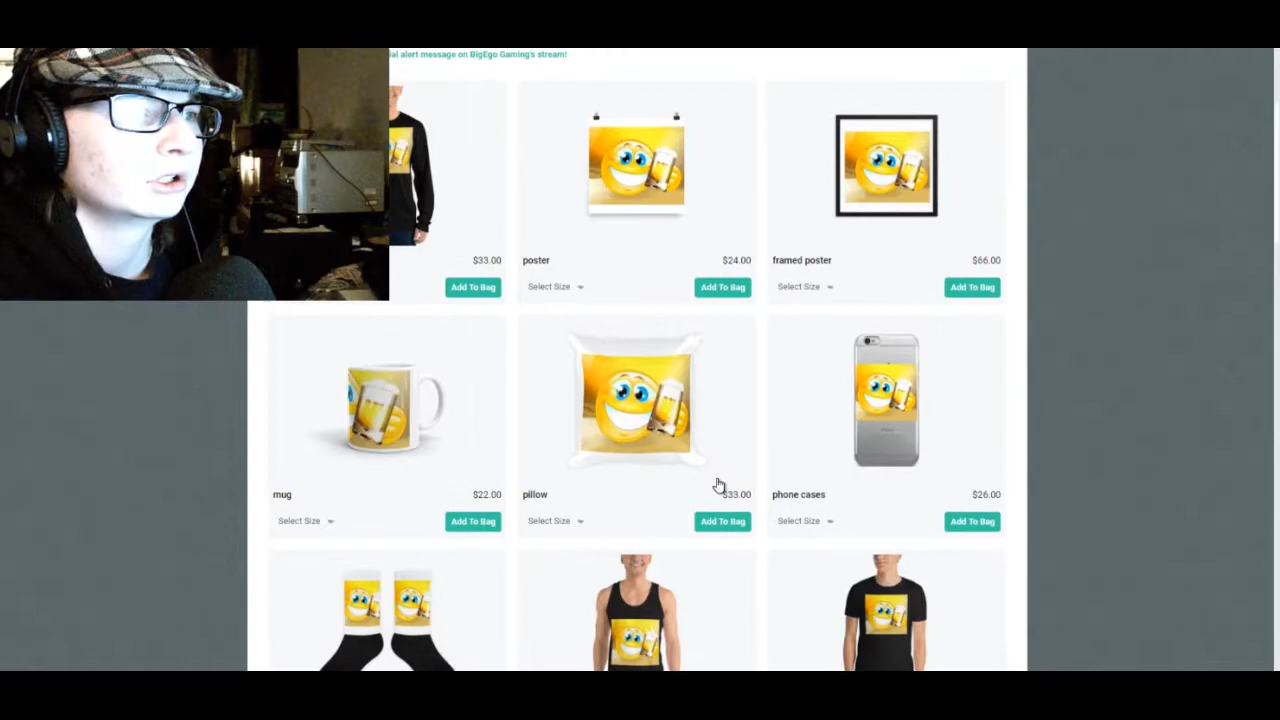 ial alert message on BigEgo Gaming's stream!
$33.00
poster $24.00
framed poster $66.00
Add To Bag
Select Size Add To Bag
Select Size Add To Bag
mug $22.00
pillow $33.00
phone cases $26.00
Select Size Add To Bag
Select Size Add To Bag
Select Size Add To Bag